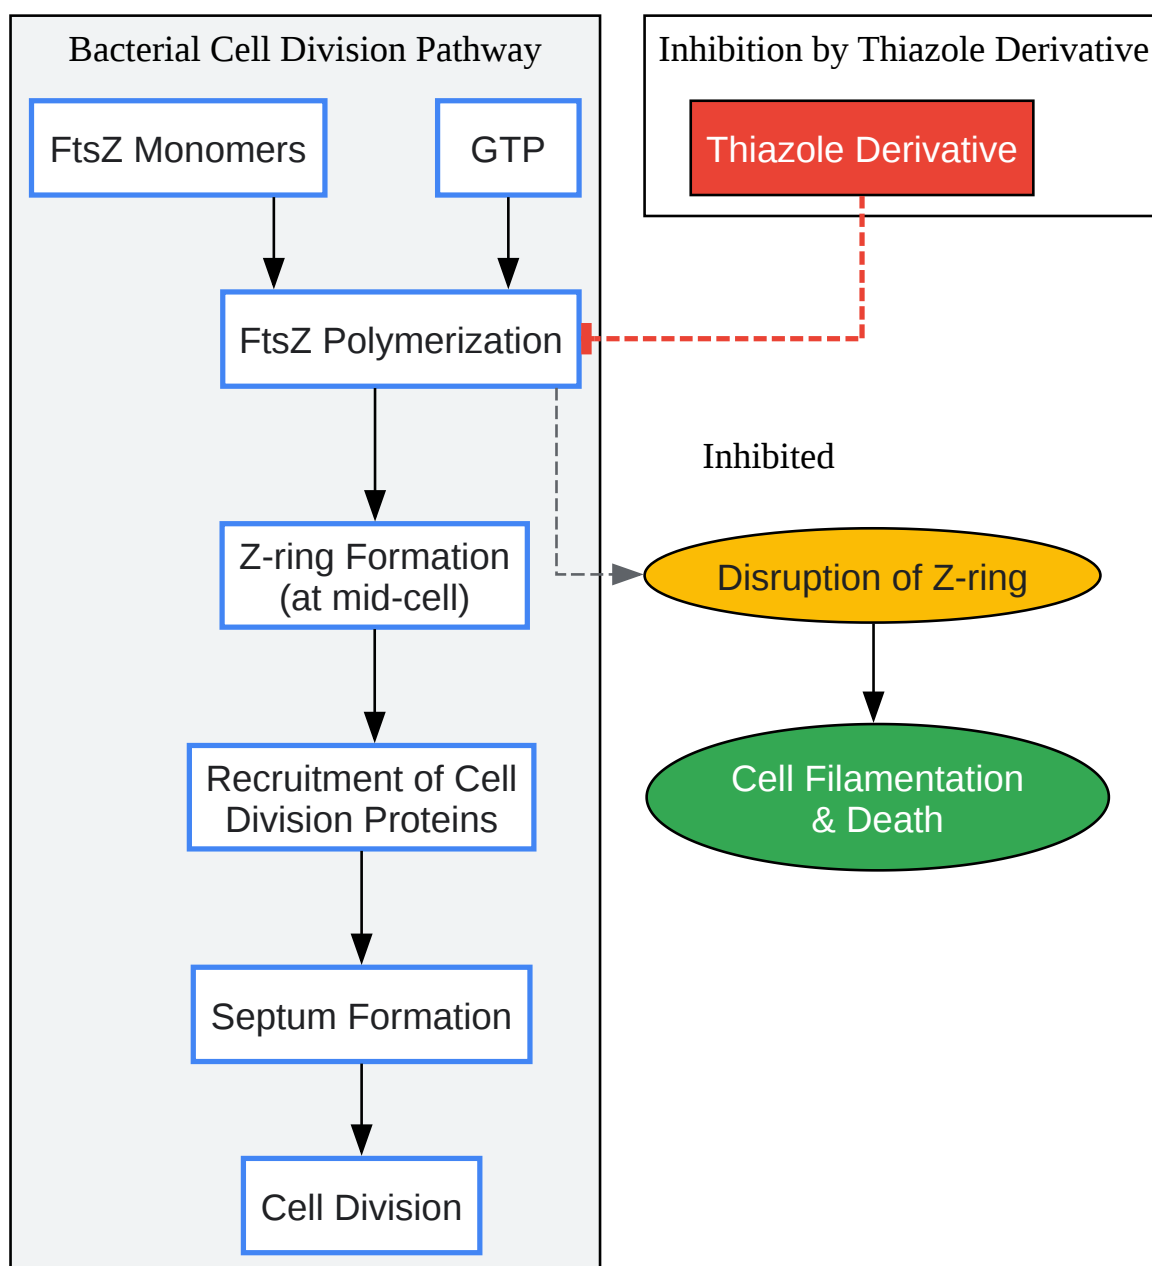 Bacterial Cell Division Pathway
FtsZ Monomers
GTP
FtsZ Polymerization
Z-ring Formation
(at mid-cell)
Recruitment of Cell
Division Proteins
Septum Formation
Cell Division
Inhibition by Thiazole Derivative
Thiazole Derivative
Inhibited
Disruption of Z-ring
Cell Filamentation
& Death